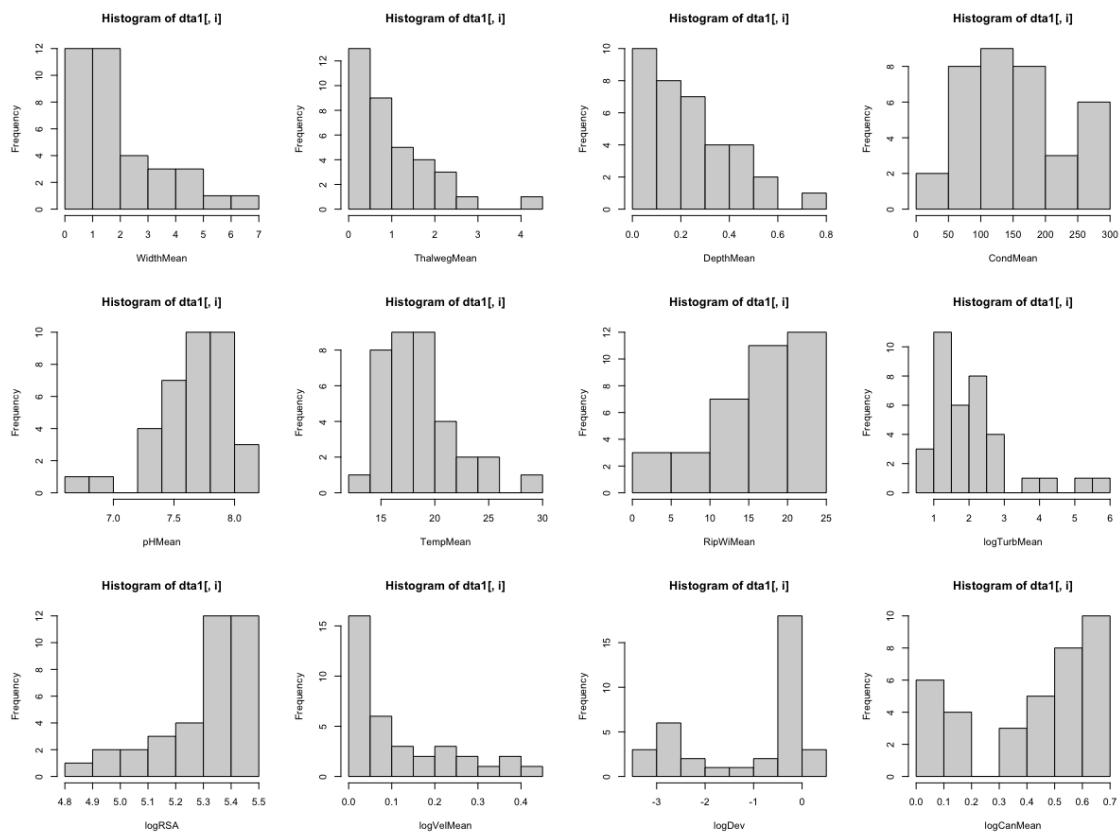 Histogram of dta1[, i]
Frequency
0 2 4 6 8 10 12
0 1 2 3 4 5 6 7
WidthMean
Histogram of dta1[, i]
Frequency
0 2 4 6 8 10 12
0 1 2 3 4
ThalwegMean
Histogram of dta1[, i]
Frequency
0 2 4 6 8 10
0.0 0.2 0.4 0.6 0.8
DepthMean
Histogram of dta1[, i]
Frequency
0 2 4 6 8
0 50 100 150 200 250 300
CondMean
Histogram of dta1[, i]
Frequency
0 2 4 6 8 10
7.0 7.5 8.0
pHMean
Histogram of dta1[, i]
Frequency
0 2 4 6 8
15 20 25 30
TempMean
Histogram of dta1[, i]
Frequency
0 2 4 6 8 10 12
0 5 10 15 20 25
RipWiMean
Histogram of dta1[, i]
Frequency
0 2 4 6 8 10
1 2 3 4 5 6
logTurbMean
Histogram of dta1[, i]
Frequency
0 2 4 6 8 10 12
4.8 4.9 5.0 5.1 5.2 5.3 5.4 5.5
logRSA
Histogram of dta1[, i]
Frequency
0 5 10 15
0.0 0.1 0.2 0.3 0.4
logVelMean
Histogram of dta1[, i]
Frequency
0 5 10 15
-3 -2 -1 0
logDev
Histogram of dta1[, i]
Frequency
0 2 4 6 8 10
0.0 0.1 0.2 0.3 0.4 0.5 0.6 0.7
logCanMean